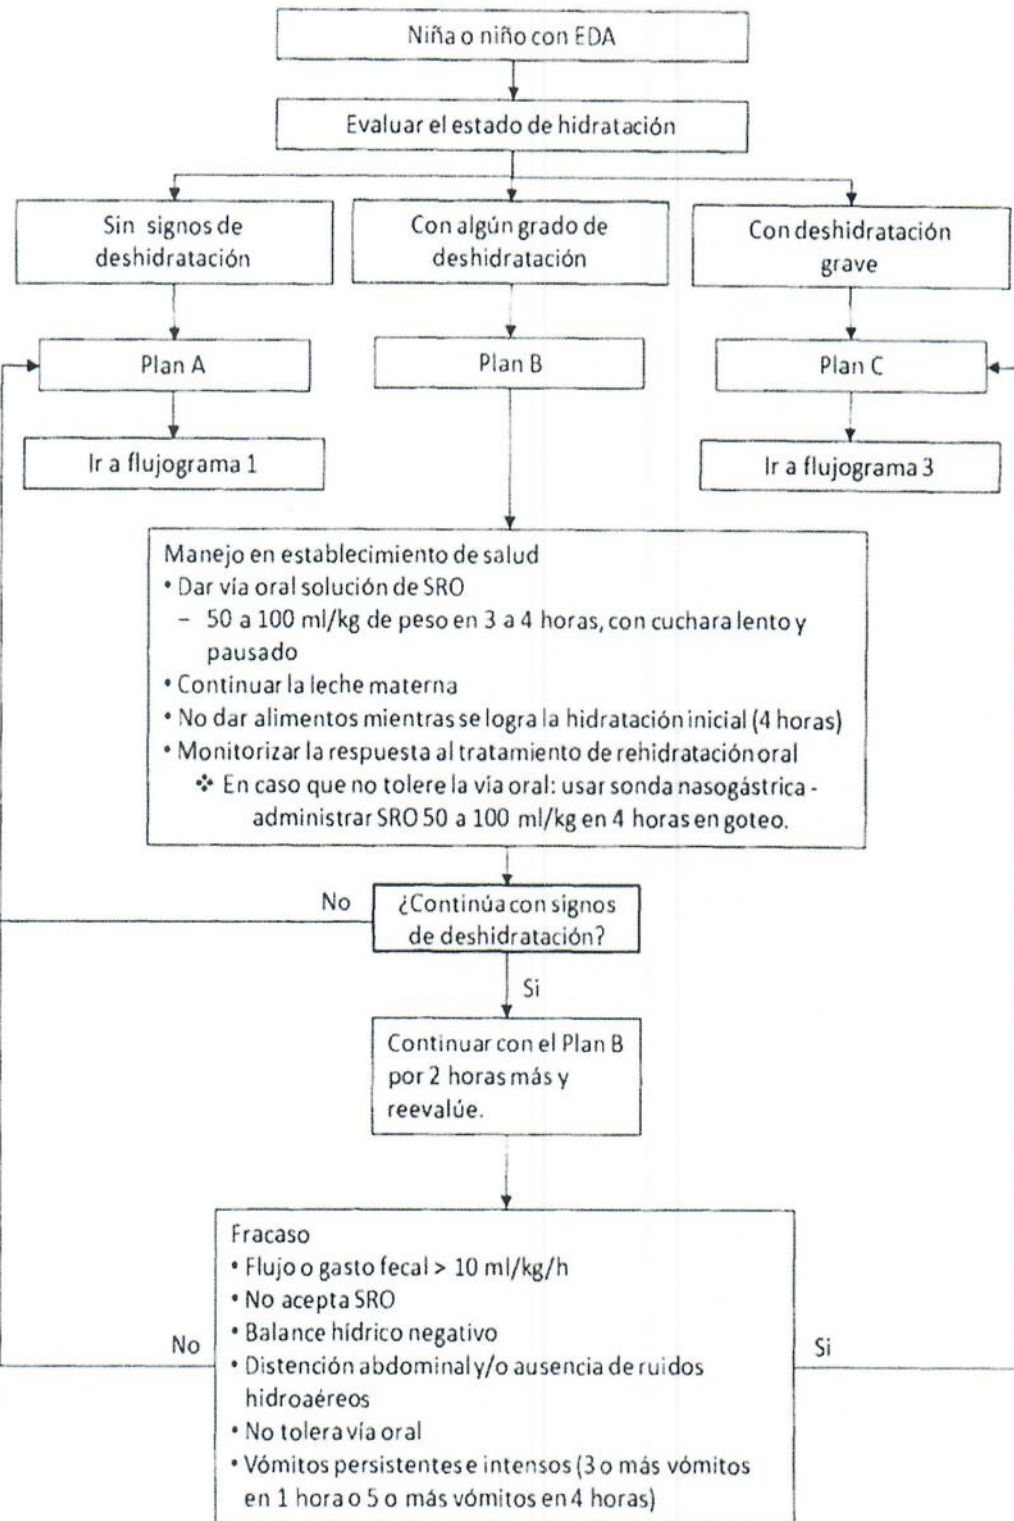 Niña o niño con EDA
Evaluar el estado de hidratación
Sin signos de
deshidratación
Con algún grado de
deshidratación
Con deshidratación
grave
Plan A
Plan B
Plan C
Ir a flujograma 1
Ir a flujograma 3
Manejo en establecimiento de salud
• Dar vía oral solución de SRO
– 50 a 100 ml/kg de peso en 3 a 4 horas, con cuchara lento y
pausado
• Continuar la leche materna
• No dar alimentos mientras se logra la hidratación inicial (4 horas)
• Monitorizar la respuesta al tratamiento de rehidratación oral
❖ En caso que no tolere la vía oral: usar sonda nasogástrica -
administrar SRO 50 a 100 ml/kg en 4 horas en goteo.
No
¿Continúa con signos
de deshidratación?
Si
Continuar con el Plan B
por 2 horas más y
reevalúe.
Fracaso
• Flujo o gasto fecal > 10 ml/kg/h
• No acepta SRO
• Balance hídrico negativo
• Distención abdominal y/o ausencia de ruidos
hidroaéreos
• No tolera vía oral
• Vómitos persistentes e intensos (3 o más vómitos
en 1 hora o 5 o más vómitos en 4 horas)
No
Si